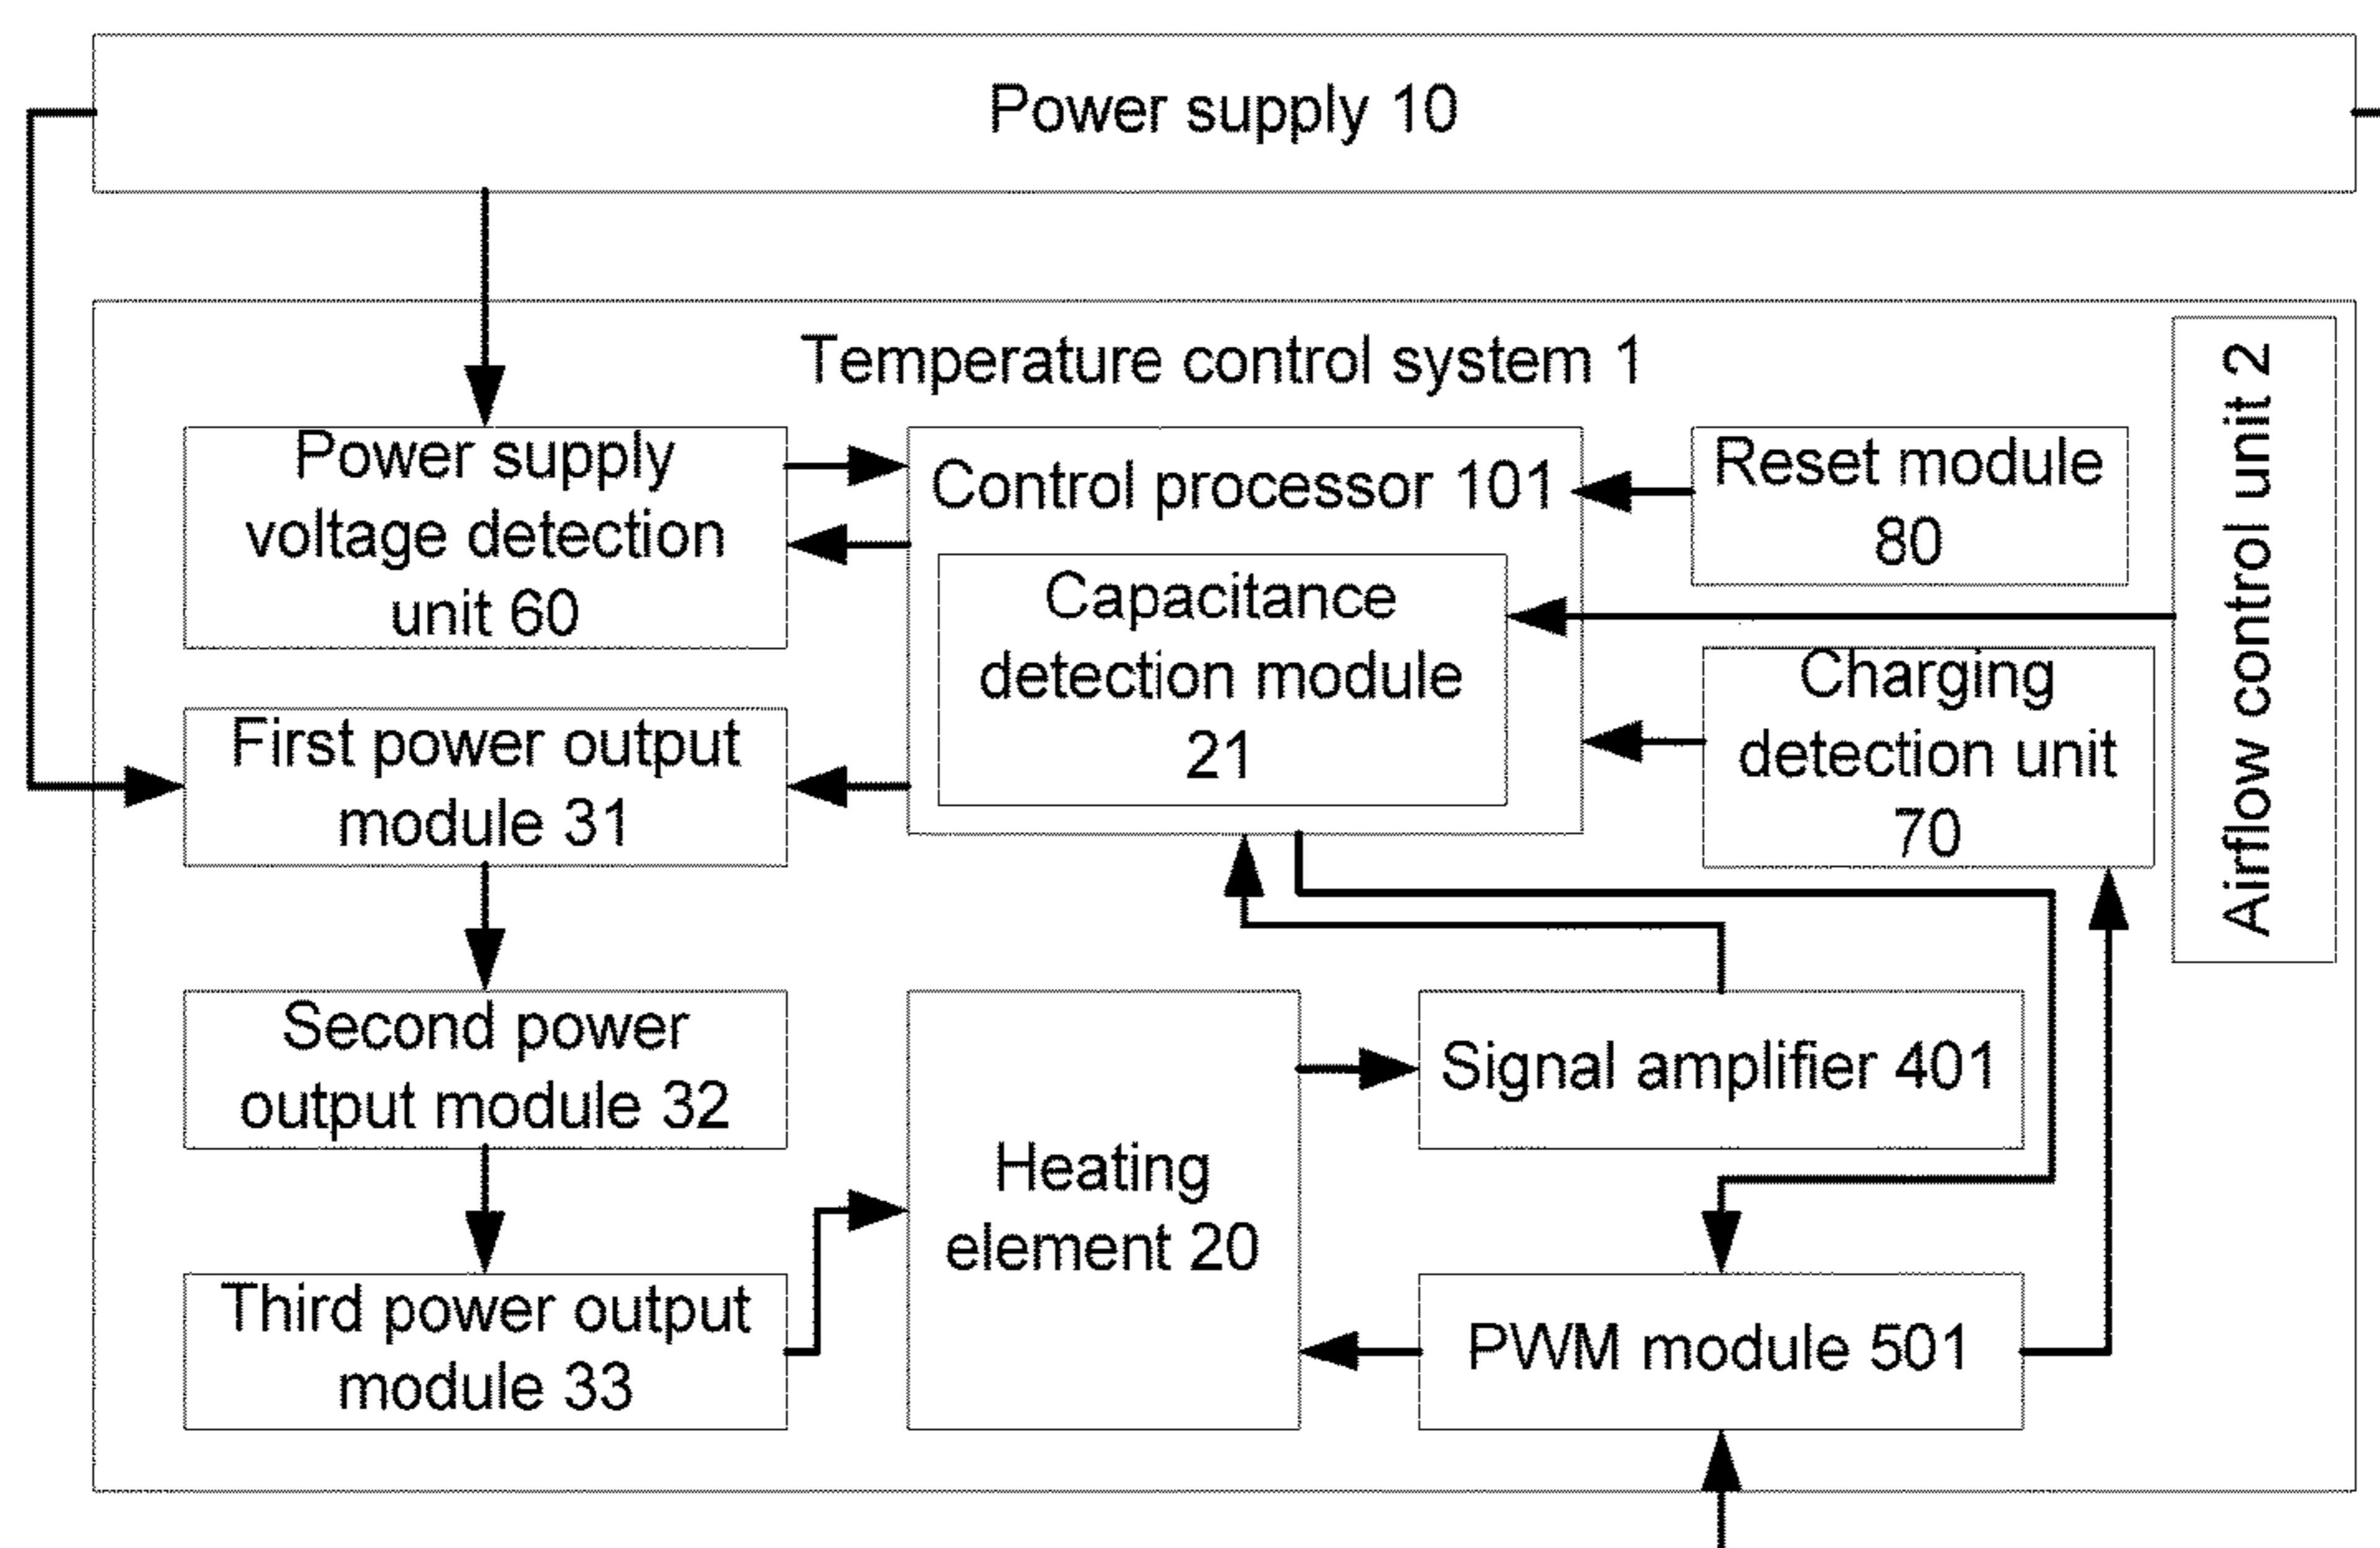 Power supply 10
Temperature control system 1
Power supply
voltage detection
unit 60
Control processor 101
Capacitance
detection module
21
Reset module
80
Airflow control unit 2
First power output
module 31
Charging
detection unit
70
Second power
output module 32
Heating
element 20
Signal amplifier 401
Third power output
module 33
PWM module 501